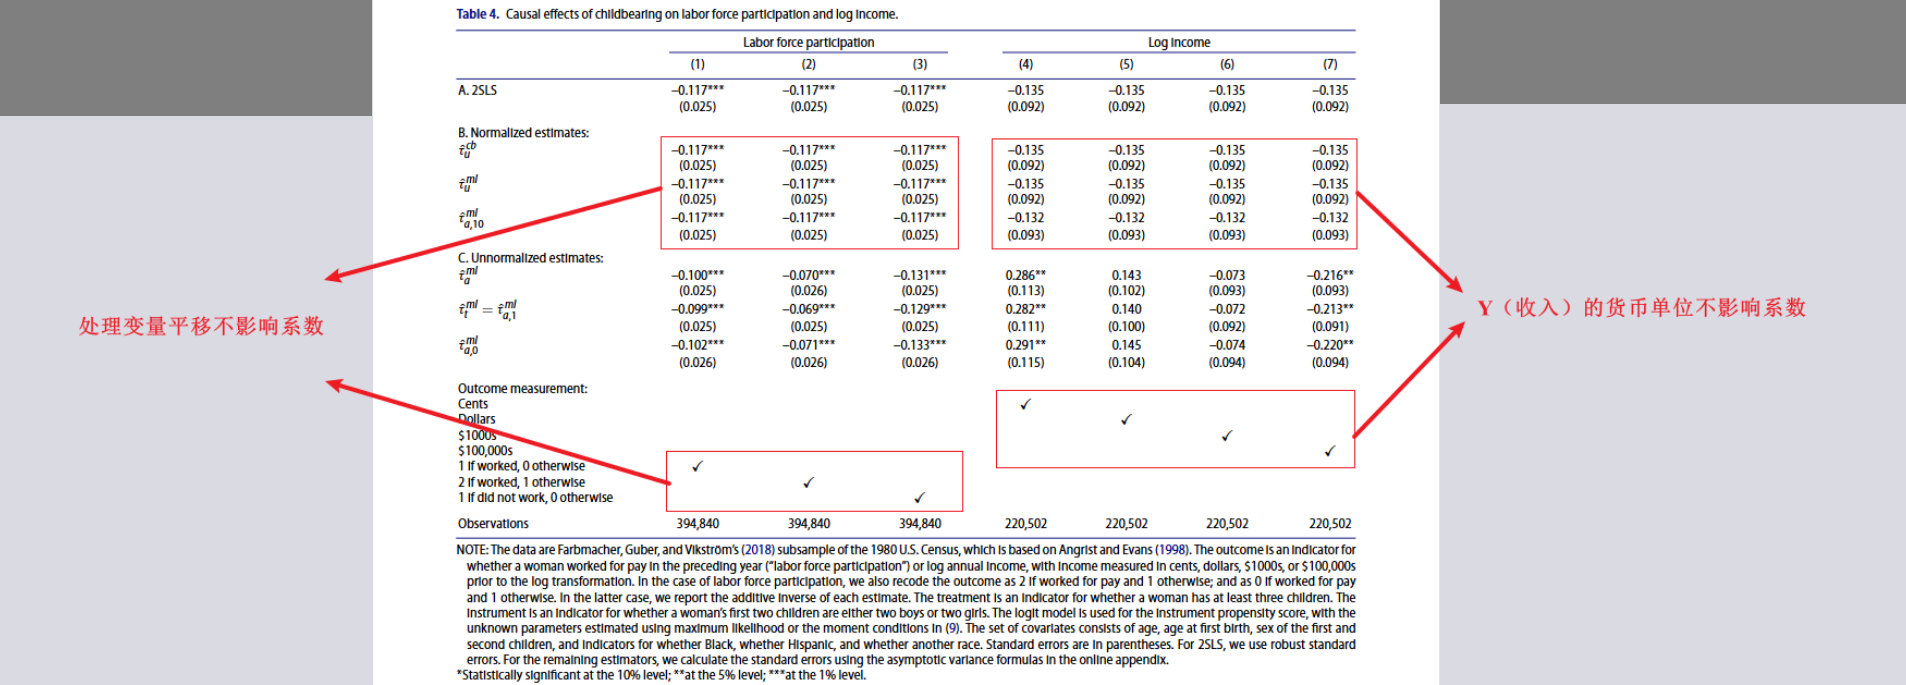 Table 4. Causal effects of childbearing on labor force participation and log income.
Labor force participation Log income
(1) (2) (3) (4) (5) (6) (7)
A. 2SLS −0.117*** −0.117*** −0.117*** −0.135 −0.135 −0.135 −0.135
(0.025) (0.025) (0.025) (0.092) (0.092) (0.092) (0.092)
B. Normalized estimates:
τ̂_u^cb −0.117*** −0.117*** −0.117*** −0.135 −0.135 −0.135 −0.135
(0.025) (0.025) (0.025) (0.092) (0.092) (0.092) (0.092)
τ̂_u^ml −0.117*** −0.117*** −0.117*** −0.135 −0.135 −0.135 −0.135
(0.025) (0.025) (0.025) (0.092) (0.092) (0.092) (0.092)
τ̂_a,10^ml −0.117*** −0.117*** −0.117*** −0.132 −0.132 −0.132 −0.132
(0.025) (0.025) (0.025) (0.093) (0.093) (0.093) (0.093)
C. Unnormalized estimates:
τ̂_a^ml −0.100*** −0.070*** −0.131*** 0.286** 0.143 −0.073 −0.216**
(0.025) (0.026) (0.025) (0.113) (0.102) (0.093) (0.093)
τ̂_t^ml = τ̂_a,1^ml −0.099*** −0.069*** −0.129*** 0.282** 0.140 −0.072 −0.213**
(0.025) (0.025) (0.025) (0.111) (0.100) (0.092) (0.091)
τ̂_a,0^ml −0.102*** −0.071*** −0.133*** 0.291** 0.145 −0.074 −0.220**
(0.026) (0.026) (0.026) (0.115) (0.104) (0.094) (0.094)
处理变量平移不影响系数
Y（收入）的货币单位不影响系数
Outcome measurement:
Cents ✓
Dollars ✓
$1000s ✓
$100,000s ✓
1 if worked, 0 otherwise ✓
2 if worked, 1 otherwise ✓
1 if did not work, 0 otherwise ✓
Observations 394,840 394,840 394,840 220,502 220,502 220,502 220,502
NOTE: The data are Farbmacher, Guber, and Vikström's (2018) subsample of the 1980 U.S. Census, which is based on Angrist and Evans (1998). The outcome is an indicator for
whether a woman worked for pay in the preceding year ("labor force participation") or log annual income, with income measured in cents, dollars, $1000s, or $100,000s
prior to the log transformation. In the case of labor force participation, we also recode the outcome as 2 if worked for pay and 1 otherwise; and as 0 if worked for pay
and 1 otherwise. In the latter case, we report the additive inverse of each estimate. The treatment is an indicator for whether a woman has at least three children. The
instrument is an indicator for whether a woman's first two children are either two boys or two girls. The logit model is used for the instrument propensity score, with the
unknown parameters estimated using maximum likelihood or the moment conditions in (9). The set of covariates consists of age, age at first birth, sex of the first and
second children, and indicators for whether Black, whether Hispanic, and whether another race. Standard errors are in parentheses. For 2SLS, we use robust standard
errors. For the remaining estimators, we calculate the standard errors using the asymptotic variance formulas in the online appendix.
*Statistically significant at the 10% level; **at the 5% level; ***at the 1% level.